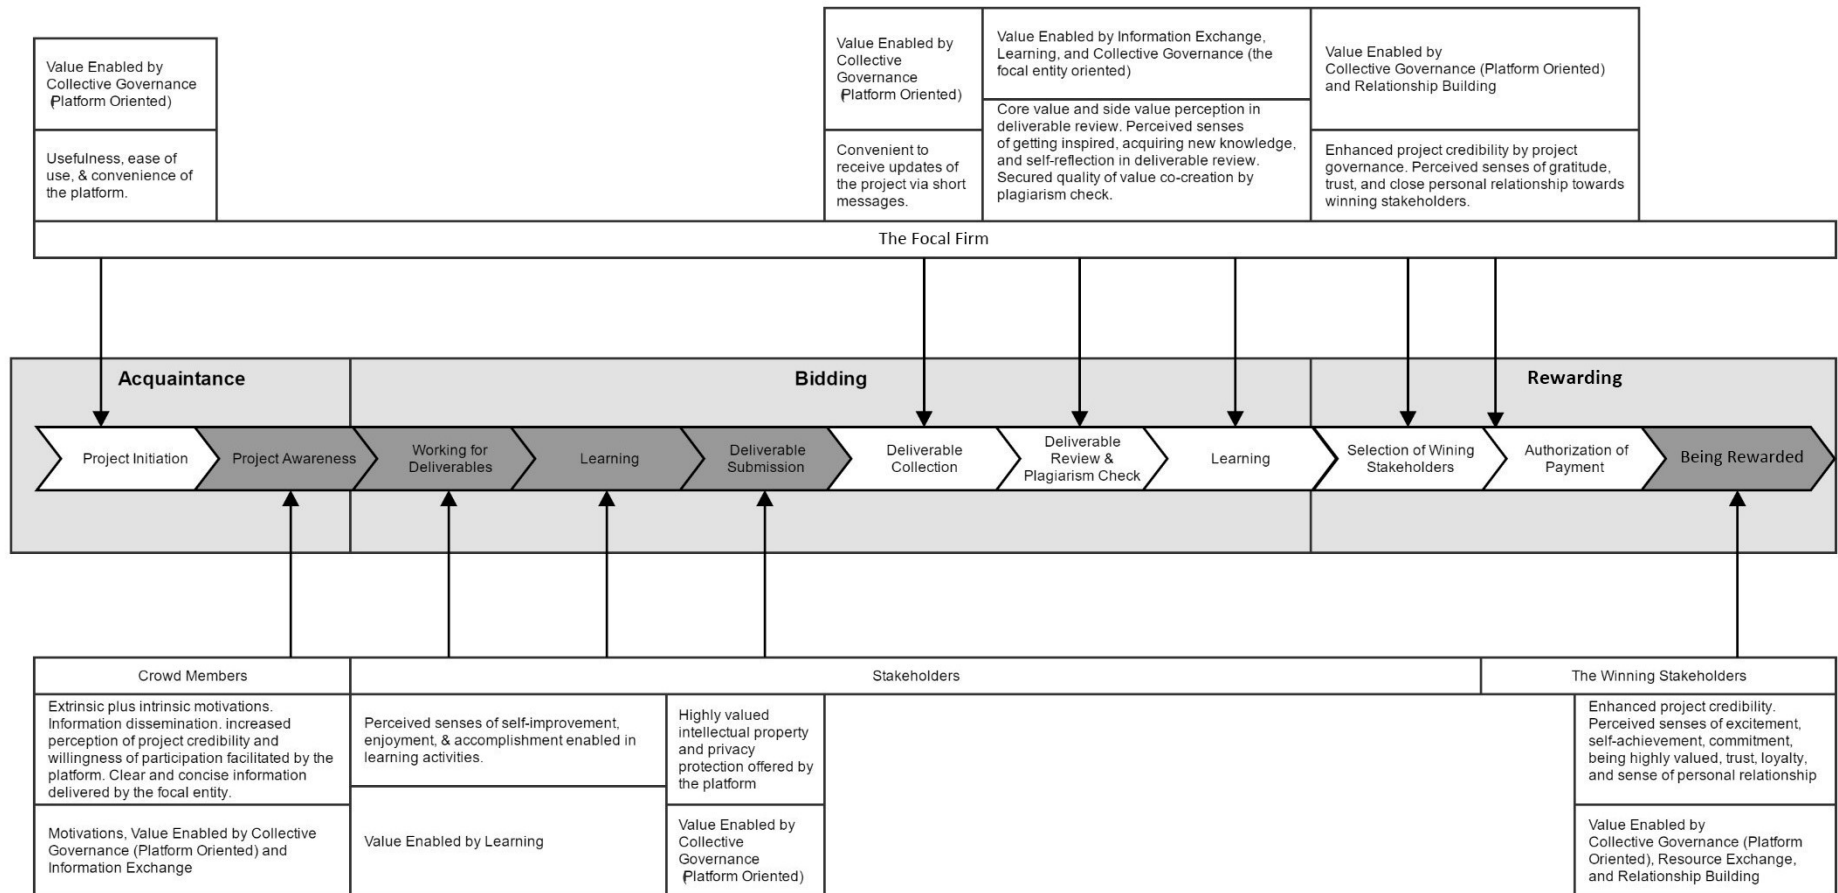 Value Enabled by
Collective Governance
(Platform Oriented)
Usefulness, ease of
use, & convenience of
the platform.
Value Enabled by
Collective
Governance
(Platform Oriented)
Convenient to
receive updates of
the project via short
messages.
Value Enabled by Information Exchange,
Learning, and Collective Governance (the
focal entity oriented)
Core value and side value perception in
deliverable review. Perceived senses
of getting inspired, acquiring new knowledge,
and self-reflection in deliverable review.
Secured quality of value co-creation by
plagiarism check.
Value Enabled by
Collective Governance (Platform Oriented)
and Relationship Building
Enhanced project credibility by project
governance. Perceived senses of gratitude,
trust, and close personal relationship towards
winning stakeholders.
The Focal Firm
Acquaintance
Bidding
Rewarding
Project Initiation
Project Awareness
Working for
Deliverables
Learning
Deliverable
Submission
Deliverable
Collection
Deliverable
Review &
Plagiarism Check
Learning
Selection of Wining
Stakeholders
Authorization of
Payment
Being Rewarded
Crowd Members
Stakeholders
The Winning Stakeholders
Extrinsic plus intrinsic motivations.
Information dissemination. increased
perception of project credibility and
willingness of participation facilitated by the
platform. Clear and concise information
delivered by the focal entity.
Motivations, Value Enabled by Collective
Governance (Platform Oriented) and
Information Exchange
Perceived senses of self-improvement,
enjoyment, & accomplishment enabled in
learning activities.
Value Enabled by Learning
Highly valued
intellectual property
and privacy
protection offered by
the platform
Value Enabled by
Collective
Governance
(Platform Oriented)
Enhanced project credibility.
Perceived senses of excitement,
self-achievement, commitment,
being highly valued, trust, loyalty,
and sense of personal relationship
Value Enabled by
Collective Governance (Platform
Oriented), Resource Exchange,
and Relationship Building